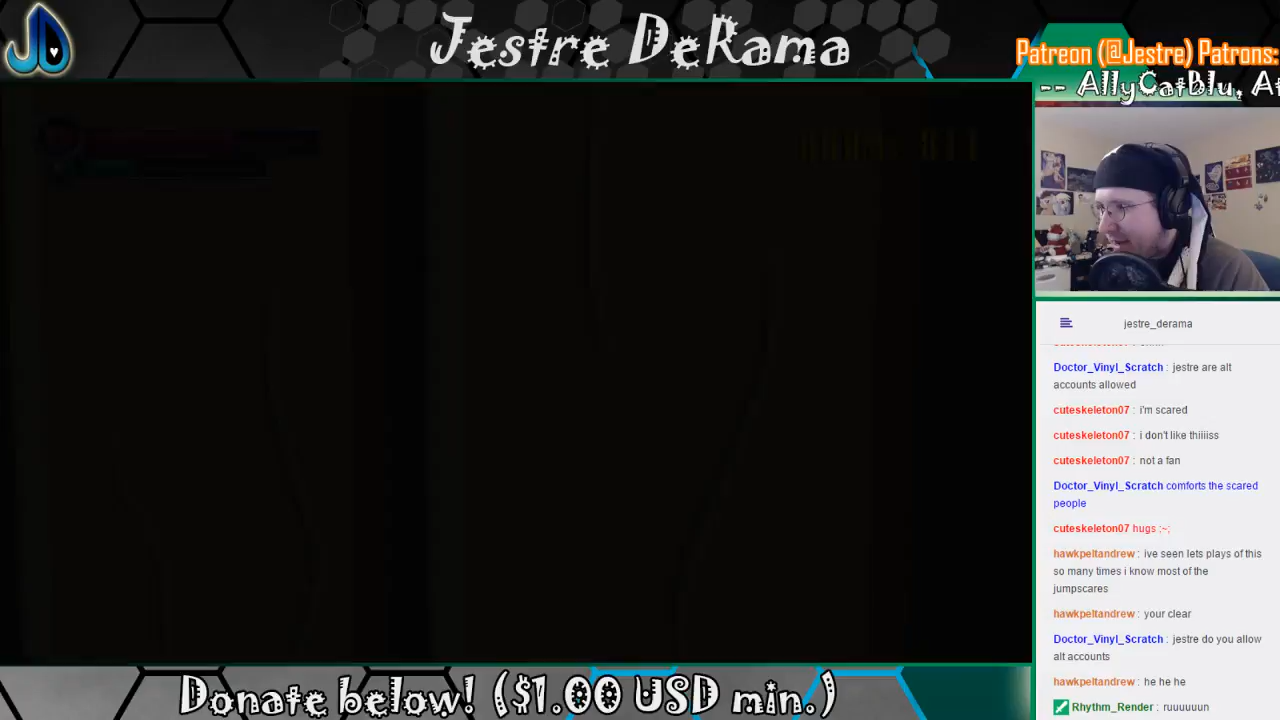 JD
Jestre DeRama
Patreon (@Jestre) Patrons:
-- AllyCatBlu,
jestre_derama
Doctor_Vinyl_Scratch : jestre are alt
accounts allowed
cuteskeleton07 : i'm scared
cuteskeleton07 : i don't like thiiiiss
cuteskeleton07 : not a fan
Doctor_Vinyl_Scratch comforts the scared
people
cuteskeleton07 hugs :~;
hawkpeltandrew : ive seen lets plays of this
so many times i know most of the
jumpscares
hawkpeltandrew : your clear
Doctor_Vinyl_Scratch : jestre do you allow
alt accounts
hawkpeltandrew : he he he
Rhythm_Render : ruuuuuun
Donate below! ($1.00 USD min.)